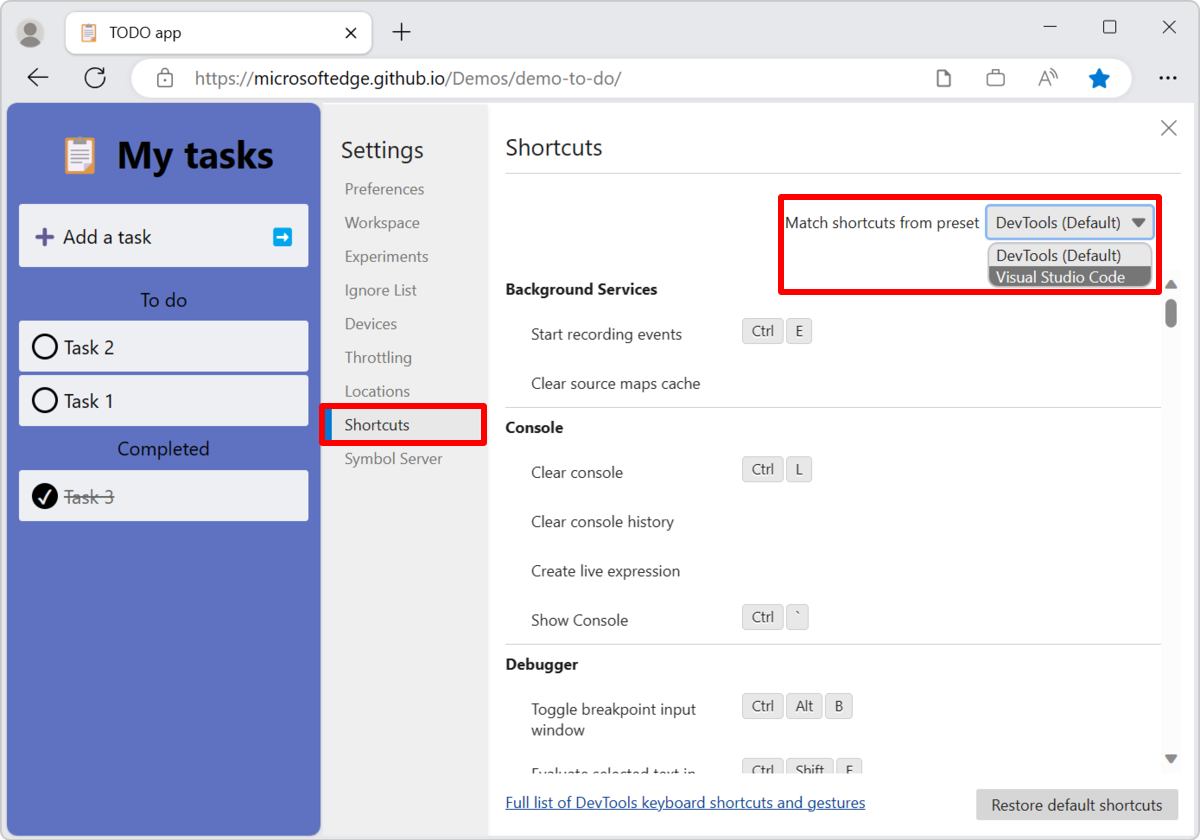 TODO app
https://microsoftedge.github.io/Demos/demo-to-do/
My tasks
Add a task
To do
Task 2
Task 1
Completed
Task 3
Settings
Preferences
Workspace
Experiments
Ignore List
Devices
Throttling
Locations
Shortcuts
Symbol Server
Shortcuts
Match shortcuts from preset DevTools (Default)
DevTools (Default)
Visual Studio Code
Background Services
Start recording events Ctrl E
Clear source maps cache
Console
Clear console Ctrl L
Clear console history
Create live expression
Show Console Ctrl `
Debugger
Toggle breakpoint input Ctrl Alt B
window
Evaluate selected text in Ctrl Shift E
Full list of DevTools keyboard shortcuts and gestures
Restore default shortcuts